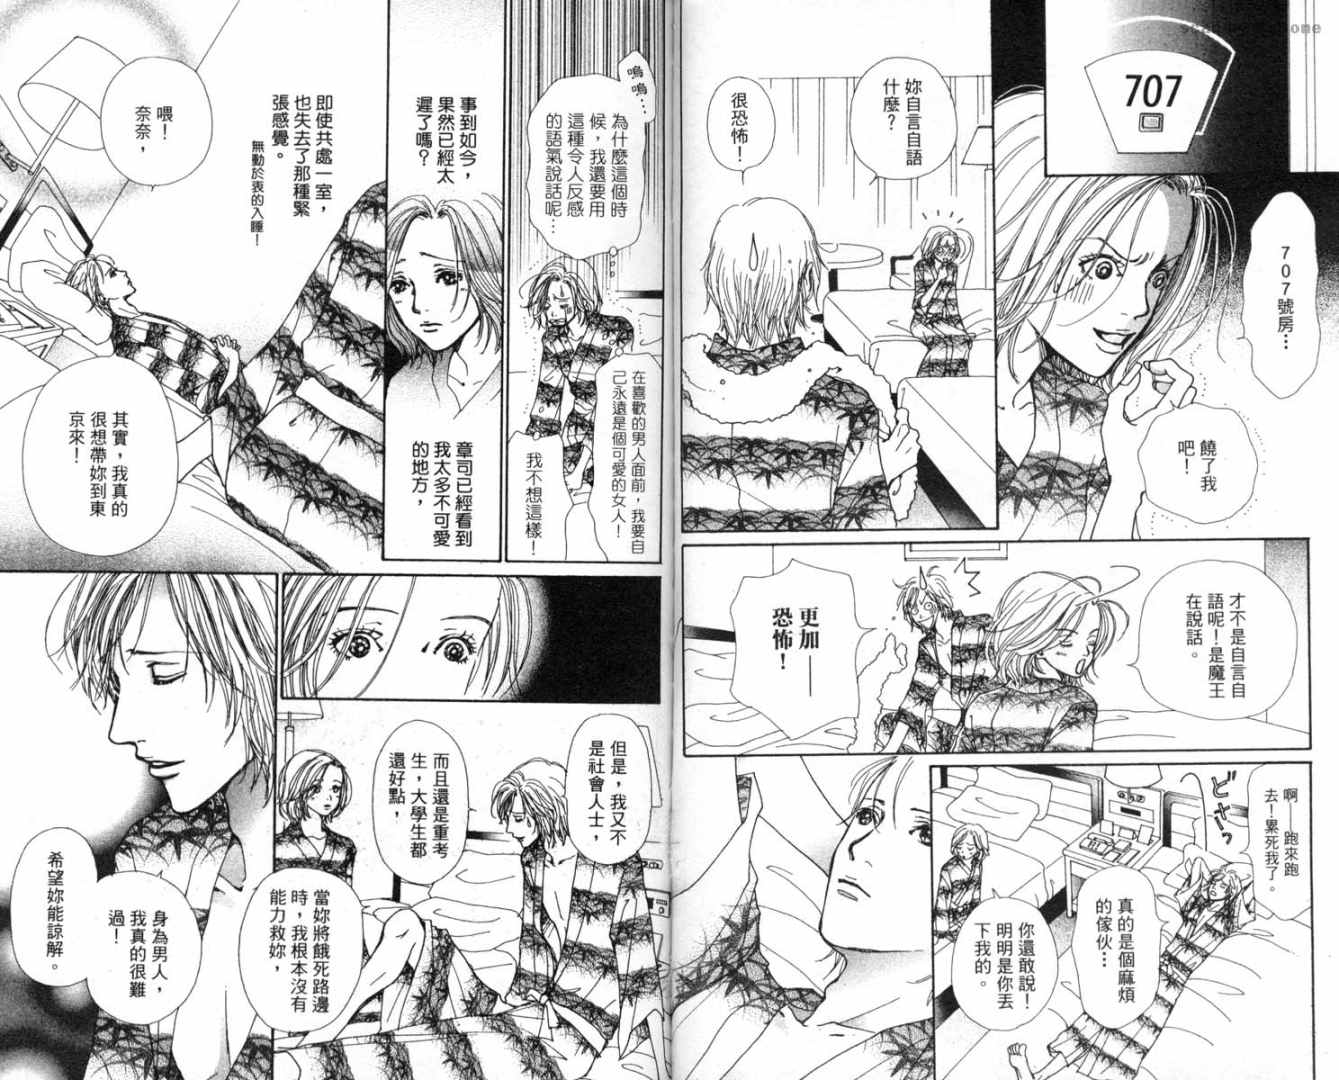 707
707號房…
饒了我
吧！
妳自言自語
什麼？
很恐怖！
才不是自言自
語呢！是魔王
在說話。
更加——
恐怖！
啊——跑來跑
去！累死我了。
ビナっ
真的是個麻煩
的傢伙…
你還敢說！
明明是你丟
下我的。
嗚
嗚…
為什麼這個時
候，我還要用
這種令人反感
的語氣說話呢…
在喜歡的男人面前，我要自
己永遠是個可愛的女人！
我不想這樣！
事到如今，
果然已經太
遲了嗎？
章司已經看到
我太多不可愛
的地方，
即使共處一室，
也失去了那種緊
張感覺。
無動於衷的入睡！
喂！
奈奈，
其實，我真的
很想帶妳到東
京來！
但是，我又不
是社會人士，
而且還是重考
生，大學生都
還好點，
當妳將餓死路邊
時，我根本沒有
能力救妳，
身為男人，
我真的很難
過！
希望妳能諒解。